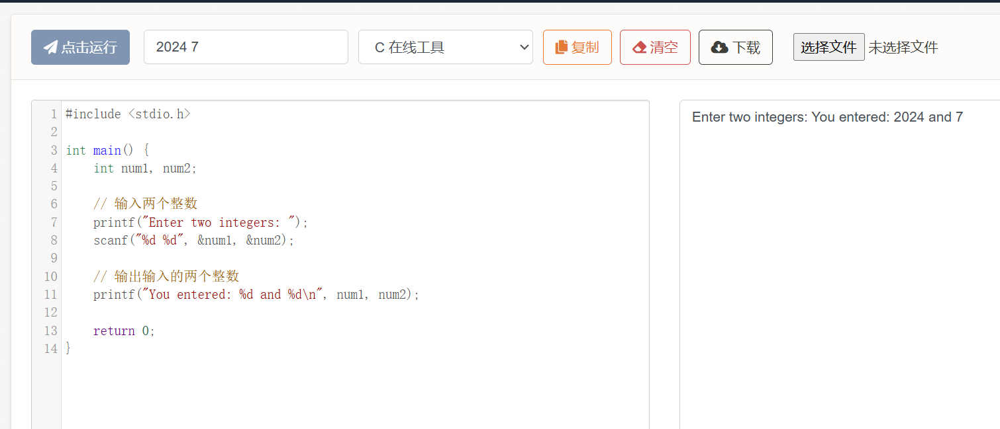 点击运行 2024 7 C 在线工具 复制 清空 下载 选择文件 未选择文件
1 #include <stdio.h>
2
3 int main() {
4     int num1, num2;
5
6     // 输入两个整数
7     printf("Enter two integers: ");
8     scanf("%d %d", &num1, &num2);
9
10     // 输出输入的两个整数
11     printf("You entered: %d and %d\n", num1, num2);
12
13     return 0;
14 }
Enter two integers: You entered: 2024 and 7